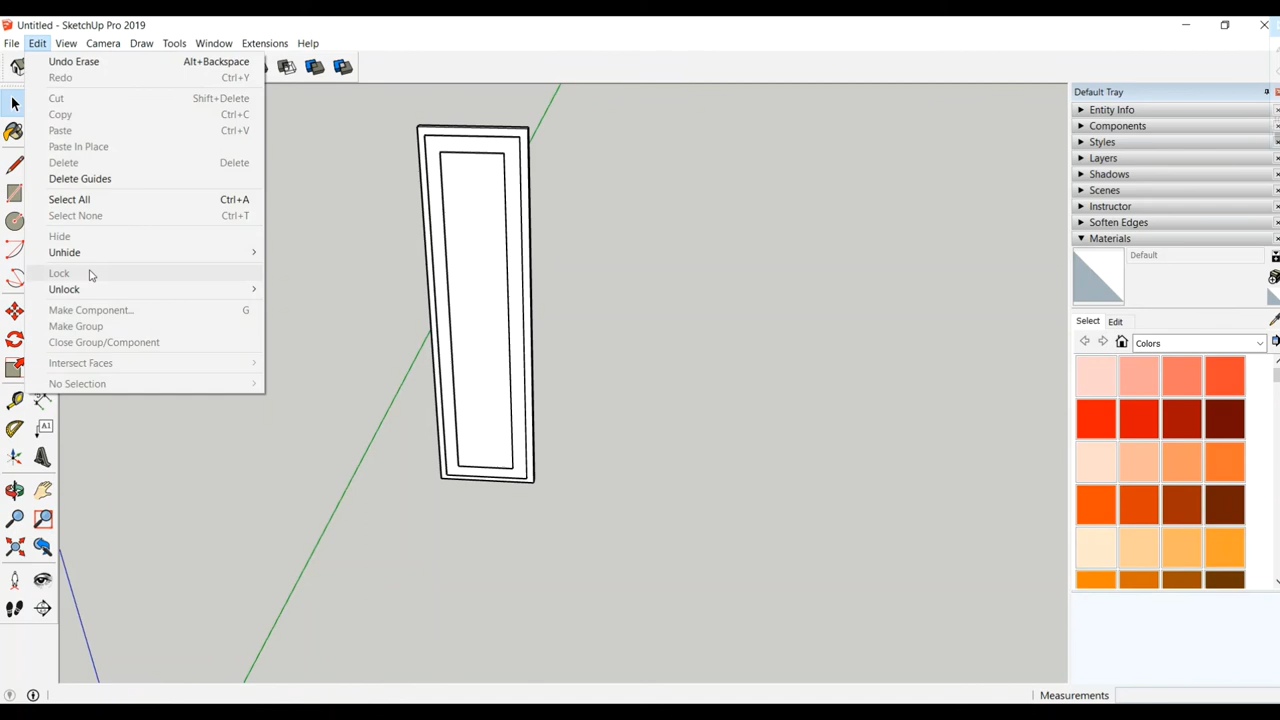 Untitled - SketchUp Pro 2019
File Edit View Camera Draw Tools Window Extensions Help
Undo Erase Alt+Backspace
Redo Ctrl+Y
Cut Shift+Delete
Copy Ctrl+C
Paste Ctrl+V
Paste In Place
Delete Delete
Delete Guides
Select All Ctrl+A
Select None Ctrl+T
Hide
Unhide
Lock
Unlock
Make Component... G
Make Group
Close Group/Component
Intersect Faces
No Selection
A1
Default Tray
Entity Info
Components
Styles
Layers
Shadows
Scenes
Instructor
Soften Edges
Materials
Default
Select Edit
Colors
Measurements